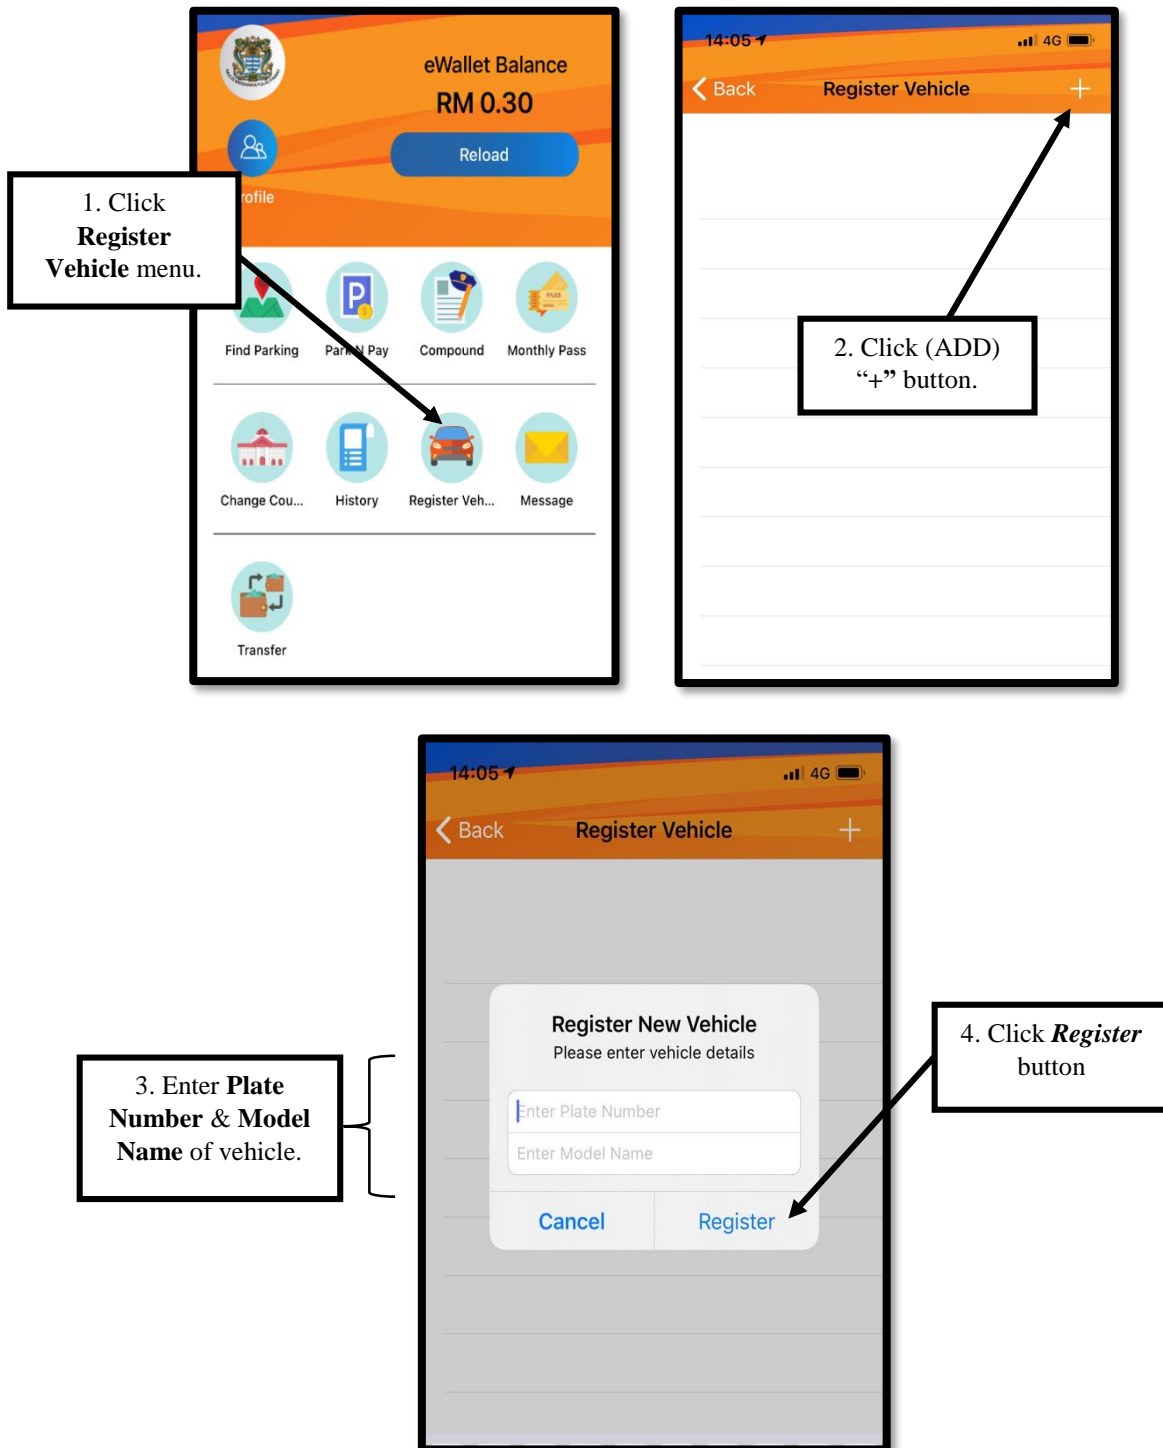 eWallet Balance
RM 0.30
Reload
rofile
1. Click
Register
Vehicle menu.
Find Parking
Park N Pay
Compound
Monthly Pass
PASS
Change Cou...
History
Register Veh...
Message
Transfer
14:05
4G
Back
Register Vehicle
+
2. Click (ADD)
“+” button.
14:05
4G
Back
Register Vehicle
+
Register New Vehicle
Please enter vehicle details
Enter Plate Number
Enter Model Name
Cancel
Register
3. Enter Plate
Number & Model
Name of vehicle.
4. Click Register
button